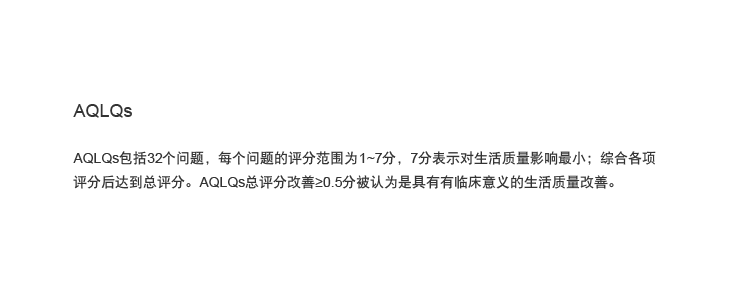 AQLQs
AQLQs包括32个问题，每个问题的评分范围为1~7分，7分表示对生活质量影响最小；综合各项
评分后达到总评分。AQLQs总评分改善≥0.5分被认为是具有有临床意义的生活质量改善。